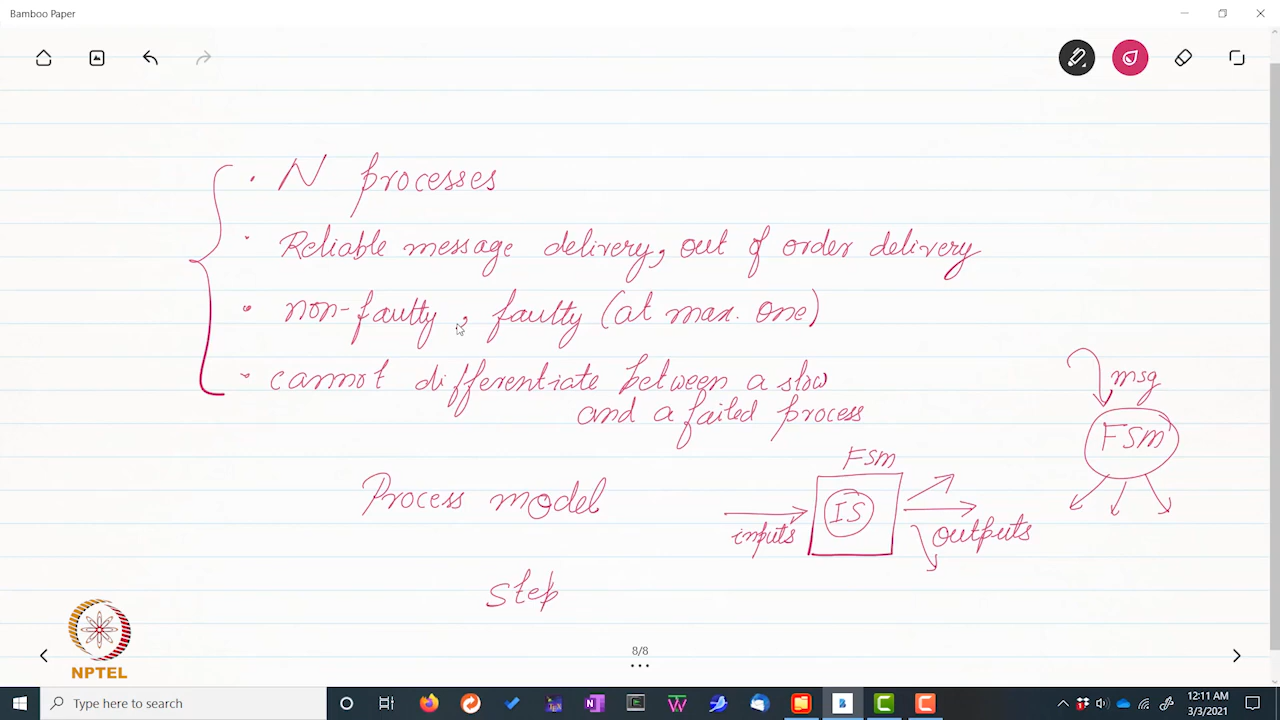 Bamboo Paper
· N processes
· Reliable message delivery, out of order delivery
· non-faulty, faulty (at max. one)
· cannot differentiate between a slow
and a failed process
msg
FSM
Process model
FSM
IS
inputs
outputs
step
NPTEL
8/8
Type here to search
12:11 AM
3/3/2021